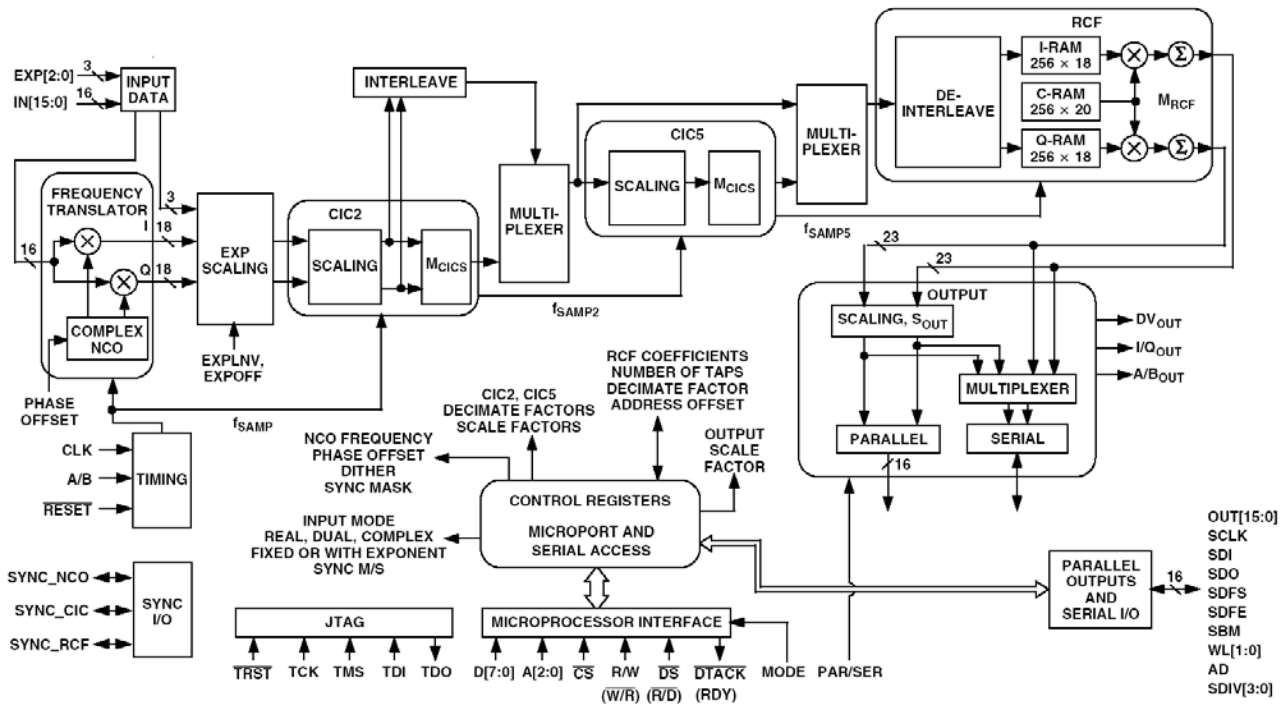 RCF
EXP[2:0]
3
IN[15:0]
16
INPUT
DATA
INTERLEAVE
DE-
INTERLEAVE
I-RAM
256 × 18
C-RAM
256 × 20
Q-RAM
256 × 18
MRCF
Σ
Σ
MULTI-
PLEXER
CIC5
SCALING
MCICS
MULTI-
PLEXER
fSAMP5
FREQUENCY
TRANSLATOR
3
I
18
Q
18
16
COMPLEX
NCO
EXP
SCALING
CIC2
SCALING
MCICS
fSAMP2
EXPLNV,
EXPOFF
PHASE
OFFSET
fSAMP
23
23
OUTPUT
SCALING, SOUT
MULTIPLEXER
PARALLEL
SERIAL
16
DVOUT
I/QOUT
A/BOUT
CLK
A/B
RESET
TIMING
CIC2, CIC5
DECIMATE FACTORS
SCALE FACTORS
RCF COEFFICIENTS
NUMBER OF TAPS
DECIMATE FACTOR
ADDRESS OFFSET
NCO FREQUENCY
PHASE OFFSET
DITHER
SYNC MASK
OUTPUT
SCALE
FACTOR
CONTROL REGISTERS
MICROPORT AND
SERIAL ACCESS
INPUT MODE
REAL, DUAL, COMPLEX
FIXED OR WITH EXPONENT
SYNC M/S
SYNC_NCO
SYNC_CIC
SYNC_RCF
SYNC
I/O
JTAG
TRST
TCK
TMS
TDI
TDO
MICROPROCESSOR INTERFACE
D[7:0]
A[2:0]
CS
R/W
(W/R)
DS
(R/D)
DTACK
(RDY)
MODE
PAR/SER
PARALLEL
OUTPUTS
AND
SERIAL I/O
16
OUT[15:0]
SCLK
SDI
SDO
SDFS
SDFE
SBM
WL[1:0]
AD
SDIV[3:0]